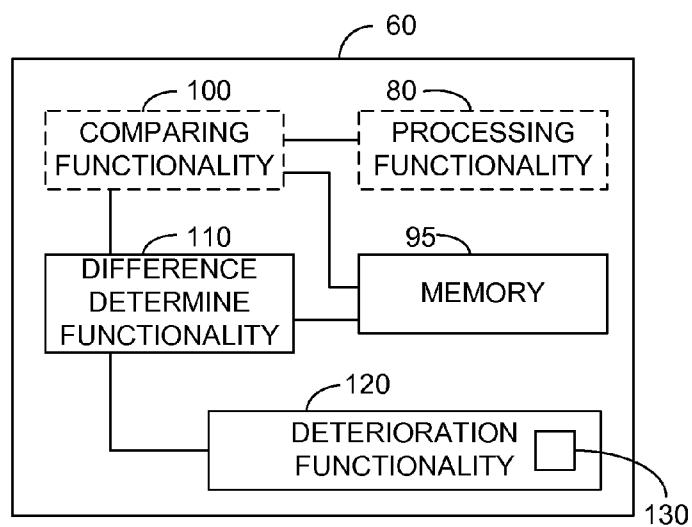 60
100
80
COMPARING
FUNCTIONALITY
PROCESSING
FUNCTIONALITY
110
95
DIFFERENCE
DETERMINE
FUNCTIONALITY
MEMORY
120
DETERIORATION
FUNCTIONALITY
130